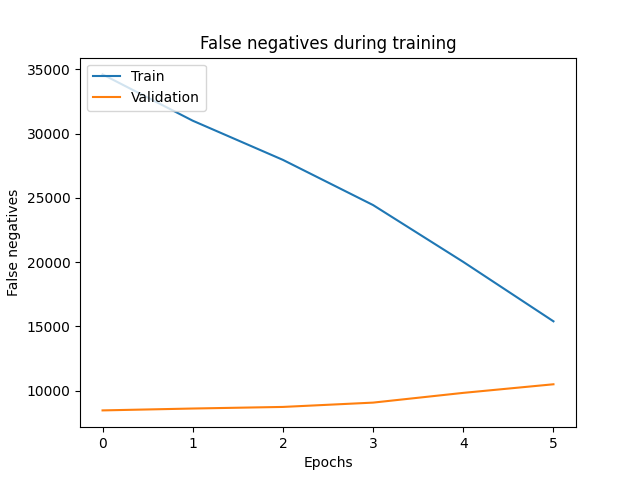 False negatives during training
Train
Validation
35000
30000
25000
20000
15000
10000
False negatives
0 1 2 3 4 5
Epochs